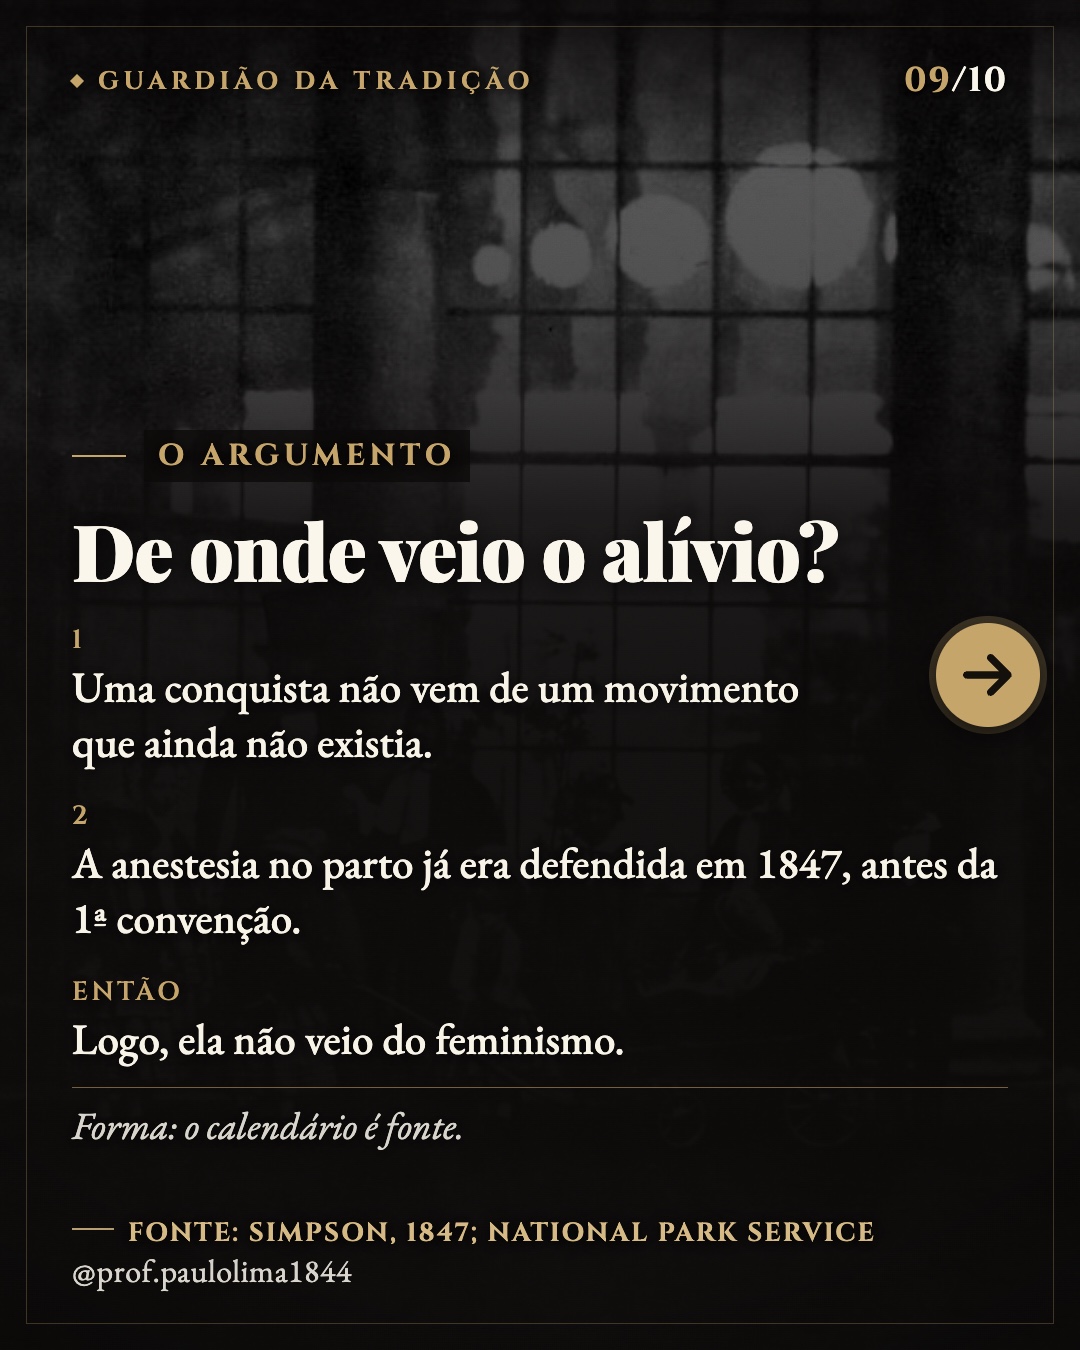 GUARDIÃO DA TRADIÇÃO
09/10
O ARGUMENTO
De onde veio o alívio?
1
Uma conquista não vem de um movimento
que ainda não existia.
2
A anestesia no parto já era defendida em 1847, antes da
1ª convenção.
ENTÃO
Logo, ela não veio do feminismo.
Forma: o calendário é fonte.
FONTE: SIMPSON, 1847; NATIONAL PARK SERVICE
@prof.paulolima1844